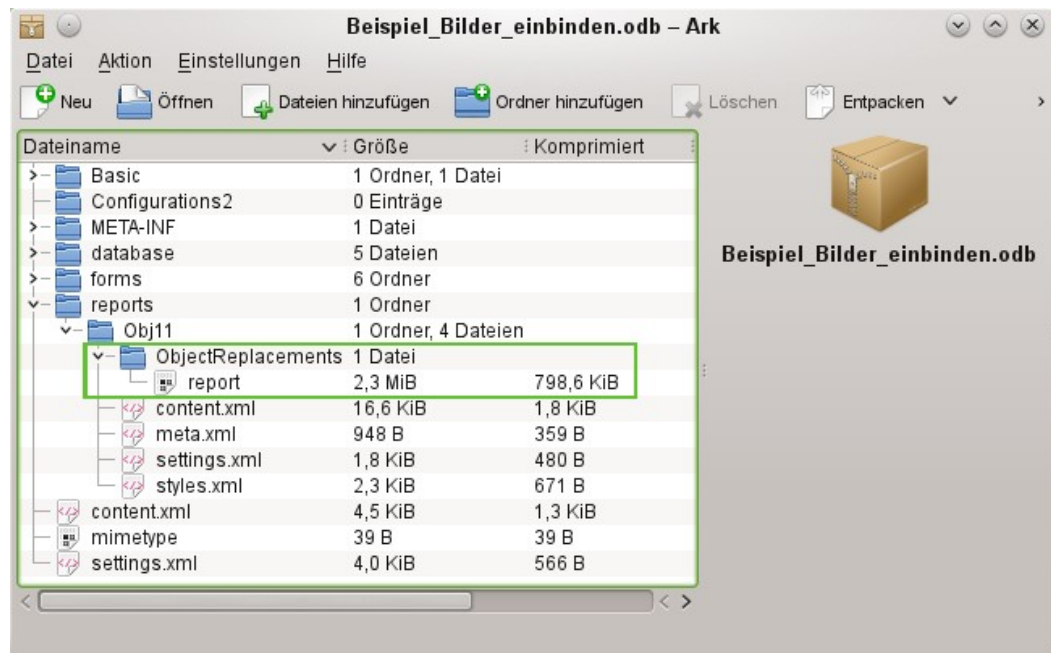 Beispiel_Bilder_einbinden.odb – Ark
Datei Aktion Einstellungen Hilfe
Neu Öffnen Dateien hinzufügen Ordner hinzufügen Löschen Entpacken
Dateiname Größe Komprimiert
Basic 1 Ordner, 1 Datei
Configurations2 0 Einträge
META-INF 1 Datei
database 5 Dateien
forms 6 Ordner
reports 1 Ordner
Obj11 1 Ordner, 4 Dateien
ObjectReplacements 1 Datei
report 2,3 MiB 798,6 KiB
content.xml 16,6 KiB 1,8 KiB
meta.xml 948 B 359 B
settings.xml 1,8 KiB 480 B
styles.xml 2,3 KiB 671 B
content.xml 4,5 KiB 1,3 KiB
mimetype 39 B 39 B
settings.xml 4,0 KiB 566 B
Beispiel_Bilder_einbinden.odb